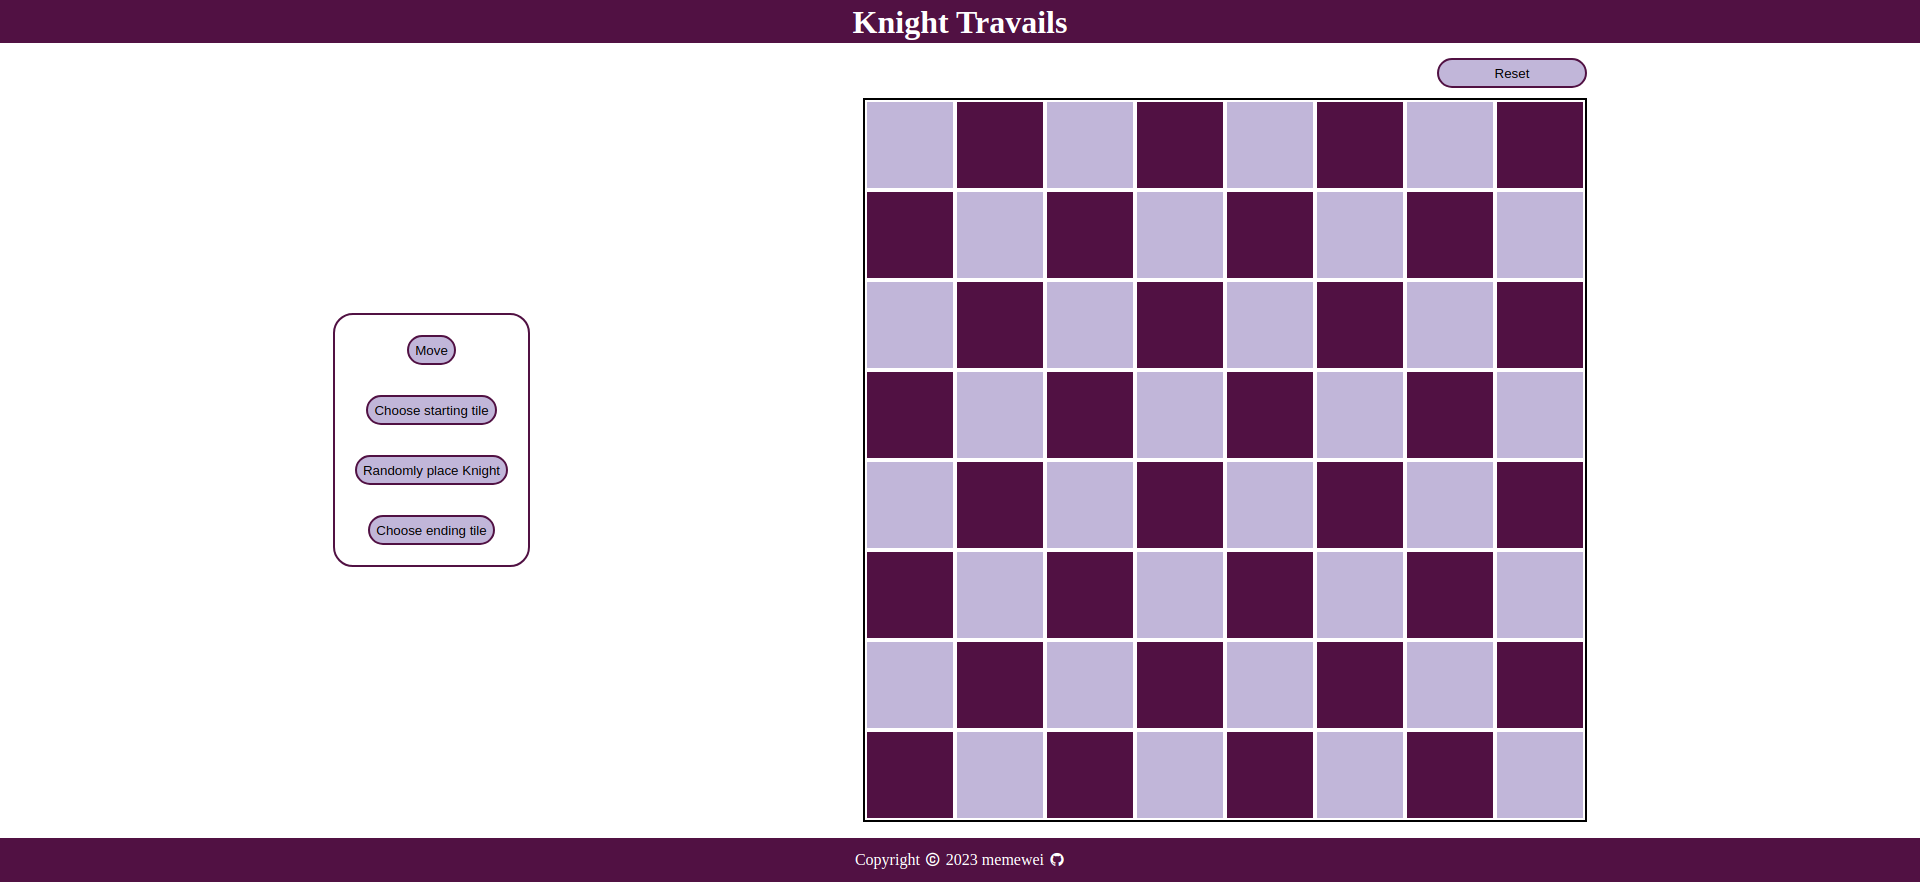 Knight Travails
Reset
Move
Choose starting tile
Randomly place Knight
Choose ending tile
Copyright © 2023 memewei